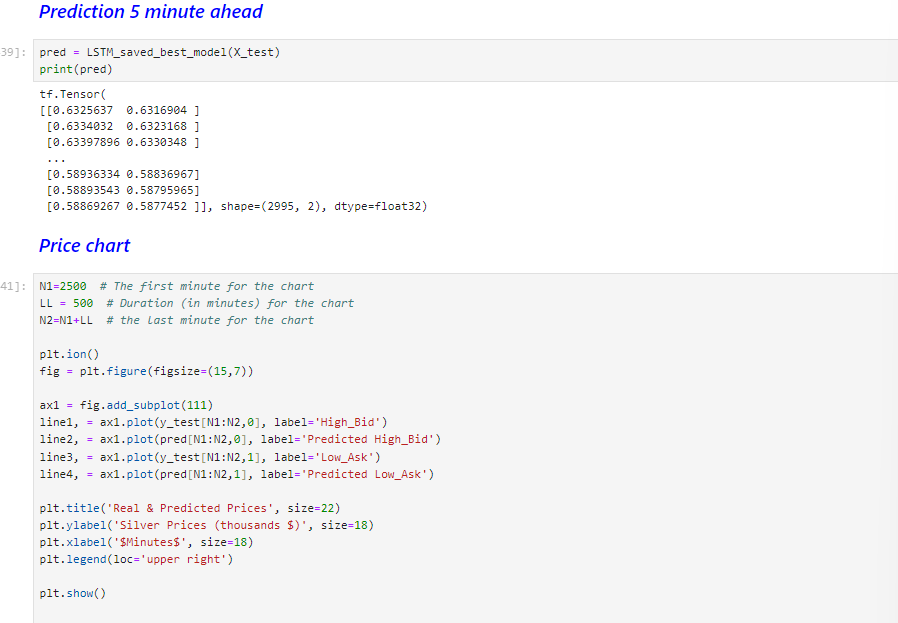 Prediction 5 minute ahead
39]:
pred = LSTM_saved_best_model(X_test)
print(pred)
tf.Tensor(
[[0.6325637  0.6316904 ]
 [0.6334032  0.6323168 ]
 [0.63397896 0.6330348 ]
 ...
 [0.58936334 0.58836967]
 [0.58893543 0.58795965]
 [0.58869267 0.5877452 ]], shape=(2995, 2), dtype=float32)
Price chart
41]:
N1=2500  # The first minute for the chart
LL = 500  # Duration (in minutes) for the chart
N2=N1+LL  # the last minute for the chart
plt.ion()
fig = plt.figure(figsize=(15,7))
ax1 = fig.add_subplot(111)
line1, = ax1.plot(y_test[N1:N2,0], label='High_Bid')
line2, = ax1.plot(pred[N1:N2,0], label='Predicted High_Bid')
line3, = ax1.plot(y_test[N1:N2,1], label='Low_Ask')
line4, = ax1.plot(pred[N1:N2,1], label='Predicted Low_Ask')
plt.title('Real & Predicted Prices', size=22)
plt.ylabel('Silver Prices (thousands $)', size=18)
plt.xlabel('$Minutes$', size=18)
plt.legend(loc='upper right')
plt.show()